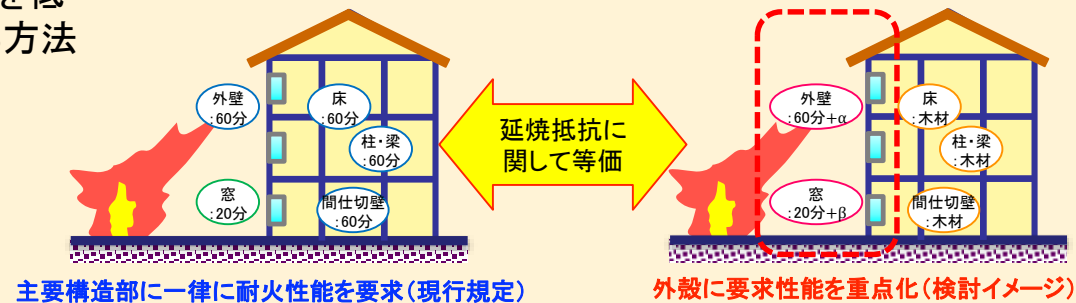 方法
外壁
:60分
床
:60分
柱・梁
:60分
窓
:20分
間仕切壁
:60分
主要構造部に一律に耐火性能を要求(現行規定)
延焼抵抗に
関して等価
外壁
:60分+α
床
:木材
柱・梁
:木材
窓
:20分+β
間仕切壁
:木材
外殻に要求性能を重点化(検討イメージ)